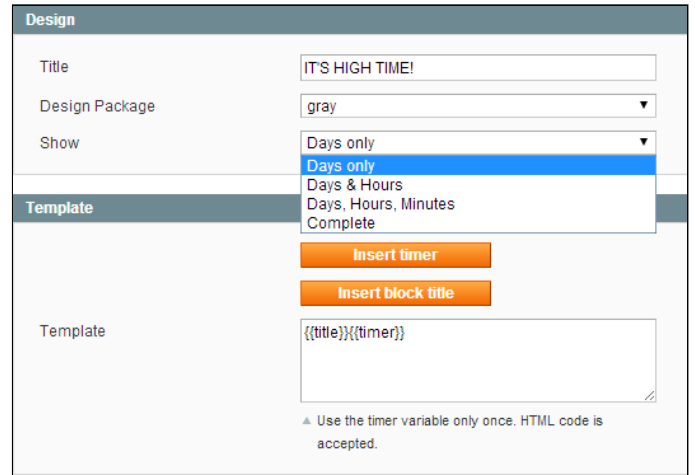 Design
Title IT'S HIGH TIME!
Design Package gray
Show Days only
Days only
Days & Hours
Template Days, Hours, Minutes
Complete
Insert timer
Insert block title
Template {{title}}{{timer}}
Use the timer variable only once. HTML code is
accepted.